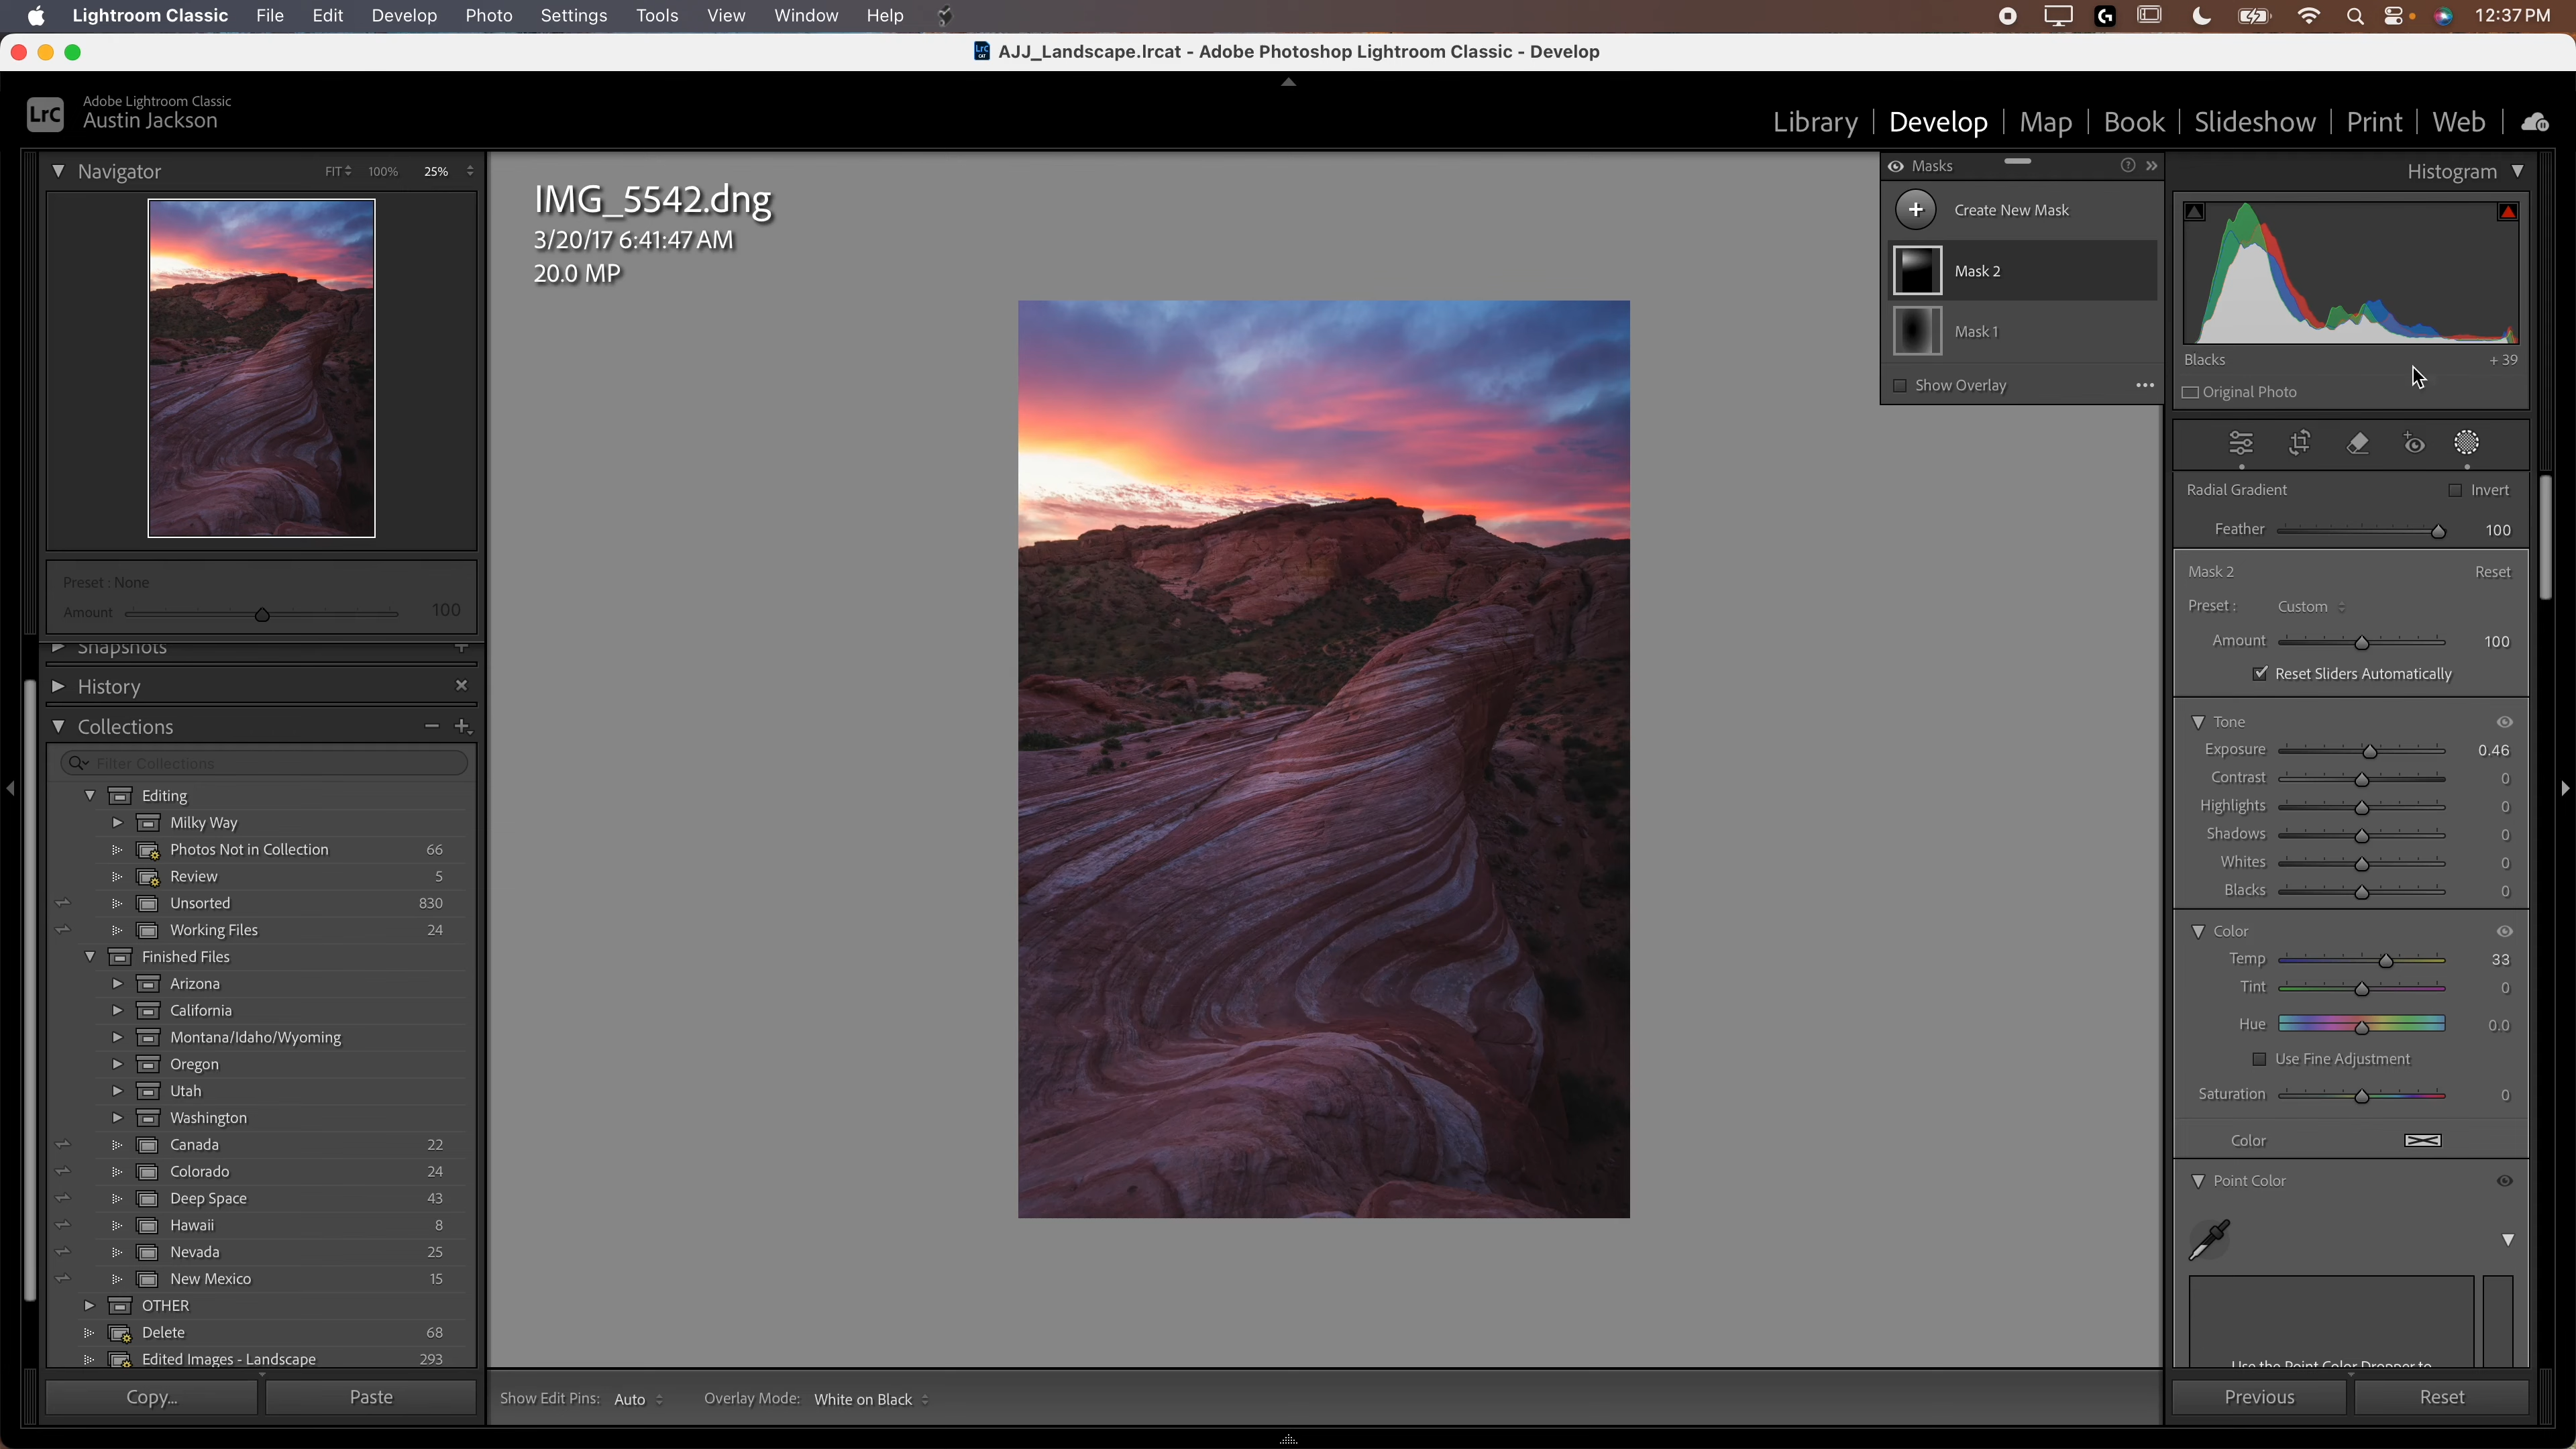 Lightroom Classic File Edit Develop Photo Settings Tools View Window Help 12:37 PM
AJJ_Landscape.lrcat - Adobe Photoshop Lightroom Classic - Develop
LrC Adobe Lightroom Classic
Austin Jackson
Library | Develop | Map | Book | Slideshow | Print | Web
Navigator FIT 100% 25%
Preset : None
Amount 100
Snapshots
History
Collections
Filter Collections
Editing
Milky Way
Photos Not in Collection 66
Review 5
Unsorted 830
Working Files 24
Finished Files
Arizona
California
Montana/Idaho/Wyoming
Oregon
Utah
Washington
Canada 22
Colorado 24
Deep Space 43
Hawaii 8
Nevada 25
New Mexico 15
OTHER
Delete 68
Edited Images - Landscape 293
Copy... Paste
IMG_5542.dng
3/20/17 6:41:47 AM
20.0 MP
Show Edit Pins: Auto Overlay Mode: White on Black
Masks
Create New Mask
Mask 2
Mask 1
Show Overlay
Histogram
Blacks + 39
Original Photo
Radial Gradient Invert
Feather 100
Mask 2 Reset
Preset : Custom
Amount 100
Reset Sliders Automatically
Tone
Exposure 0.46
Contrast 0
Highlights 0
Shadows 0
Whites 0
Blacks 0
Color
Temp 33
Tint 0
Hue 0.0
Use Fine Adjustment
Saturation 0
Color
Point Color
Use the Point Color Dropper to
Previous Reset